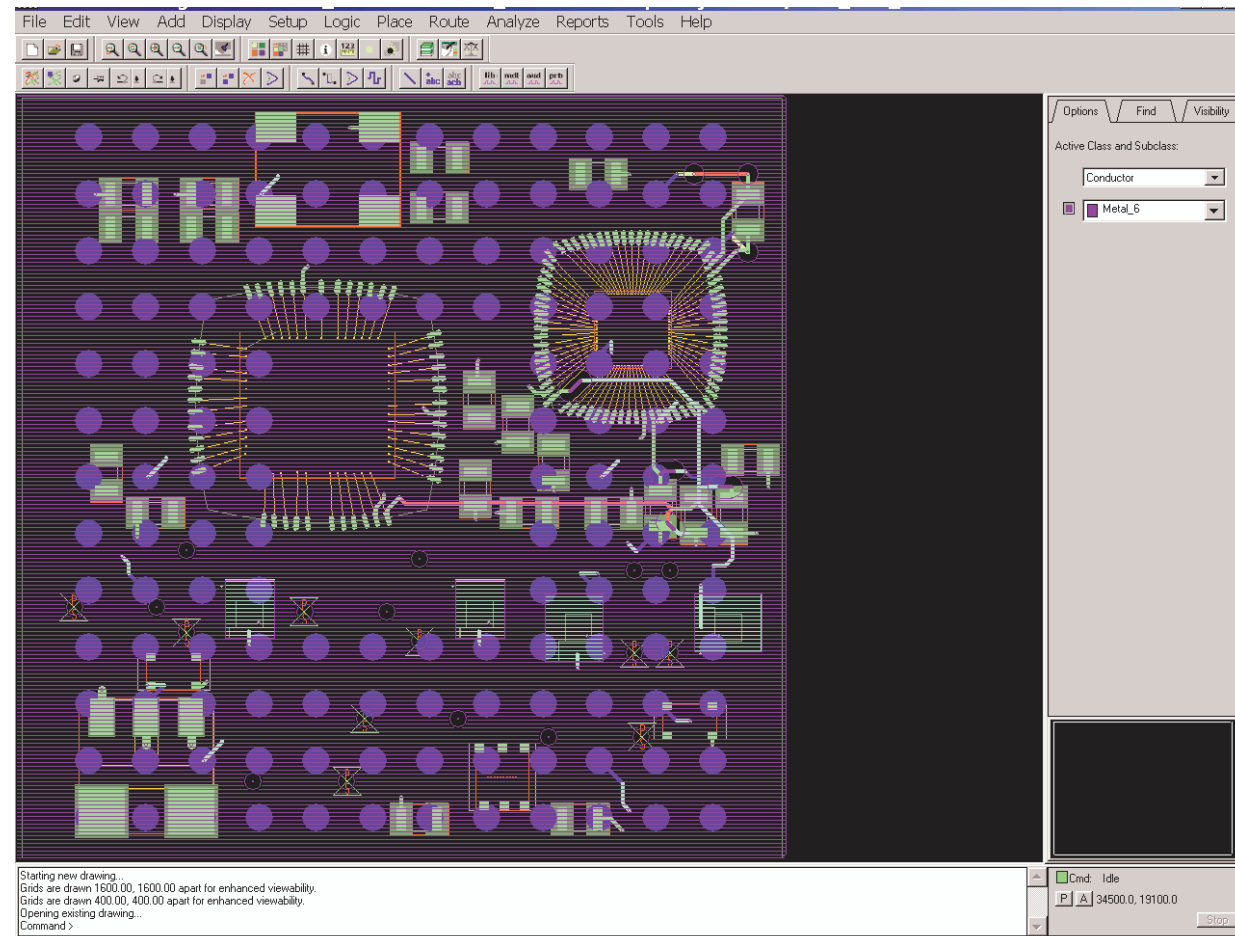 File Edit View Add Display Setup Logic Place Route Analyze Reports Tools Help
Options Find Visibility
Active Class and Subclass:
Conductor
Metal_6
Starting new drawing...
Grids are drawn 1600.00, 1600.00 apart for enhanced viewability.
Grids are drawn 400.00, 400.00 apart for enhanced viewability.
Opening existing drawing...
Command >
Cmd: Idle
P A 34500.0, 19100.0
Stop